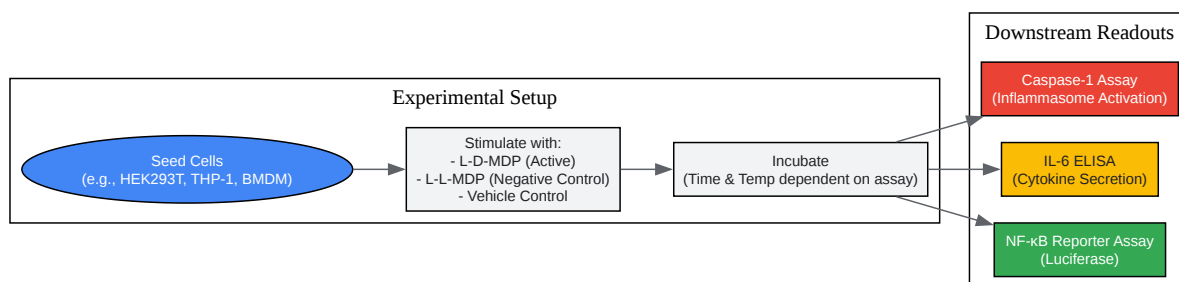 Downstream Readouts
Experimental Setup
Seed Cells
(e.g., HEK293T, THP-1, BMDM)
Stimulate with:
- L-D-MDP (Active)
- L-L-MDP (Negative Control)
- Vehicle Control
Incubate
(Time & Temp dependent on assay)
Caspase-1 Assay
(Inflammasome Activation)
IL-6 ELISA
(Cytokine Secretion)
NF-κB Reporter Assay
(Luciferase)